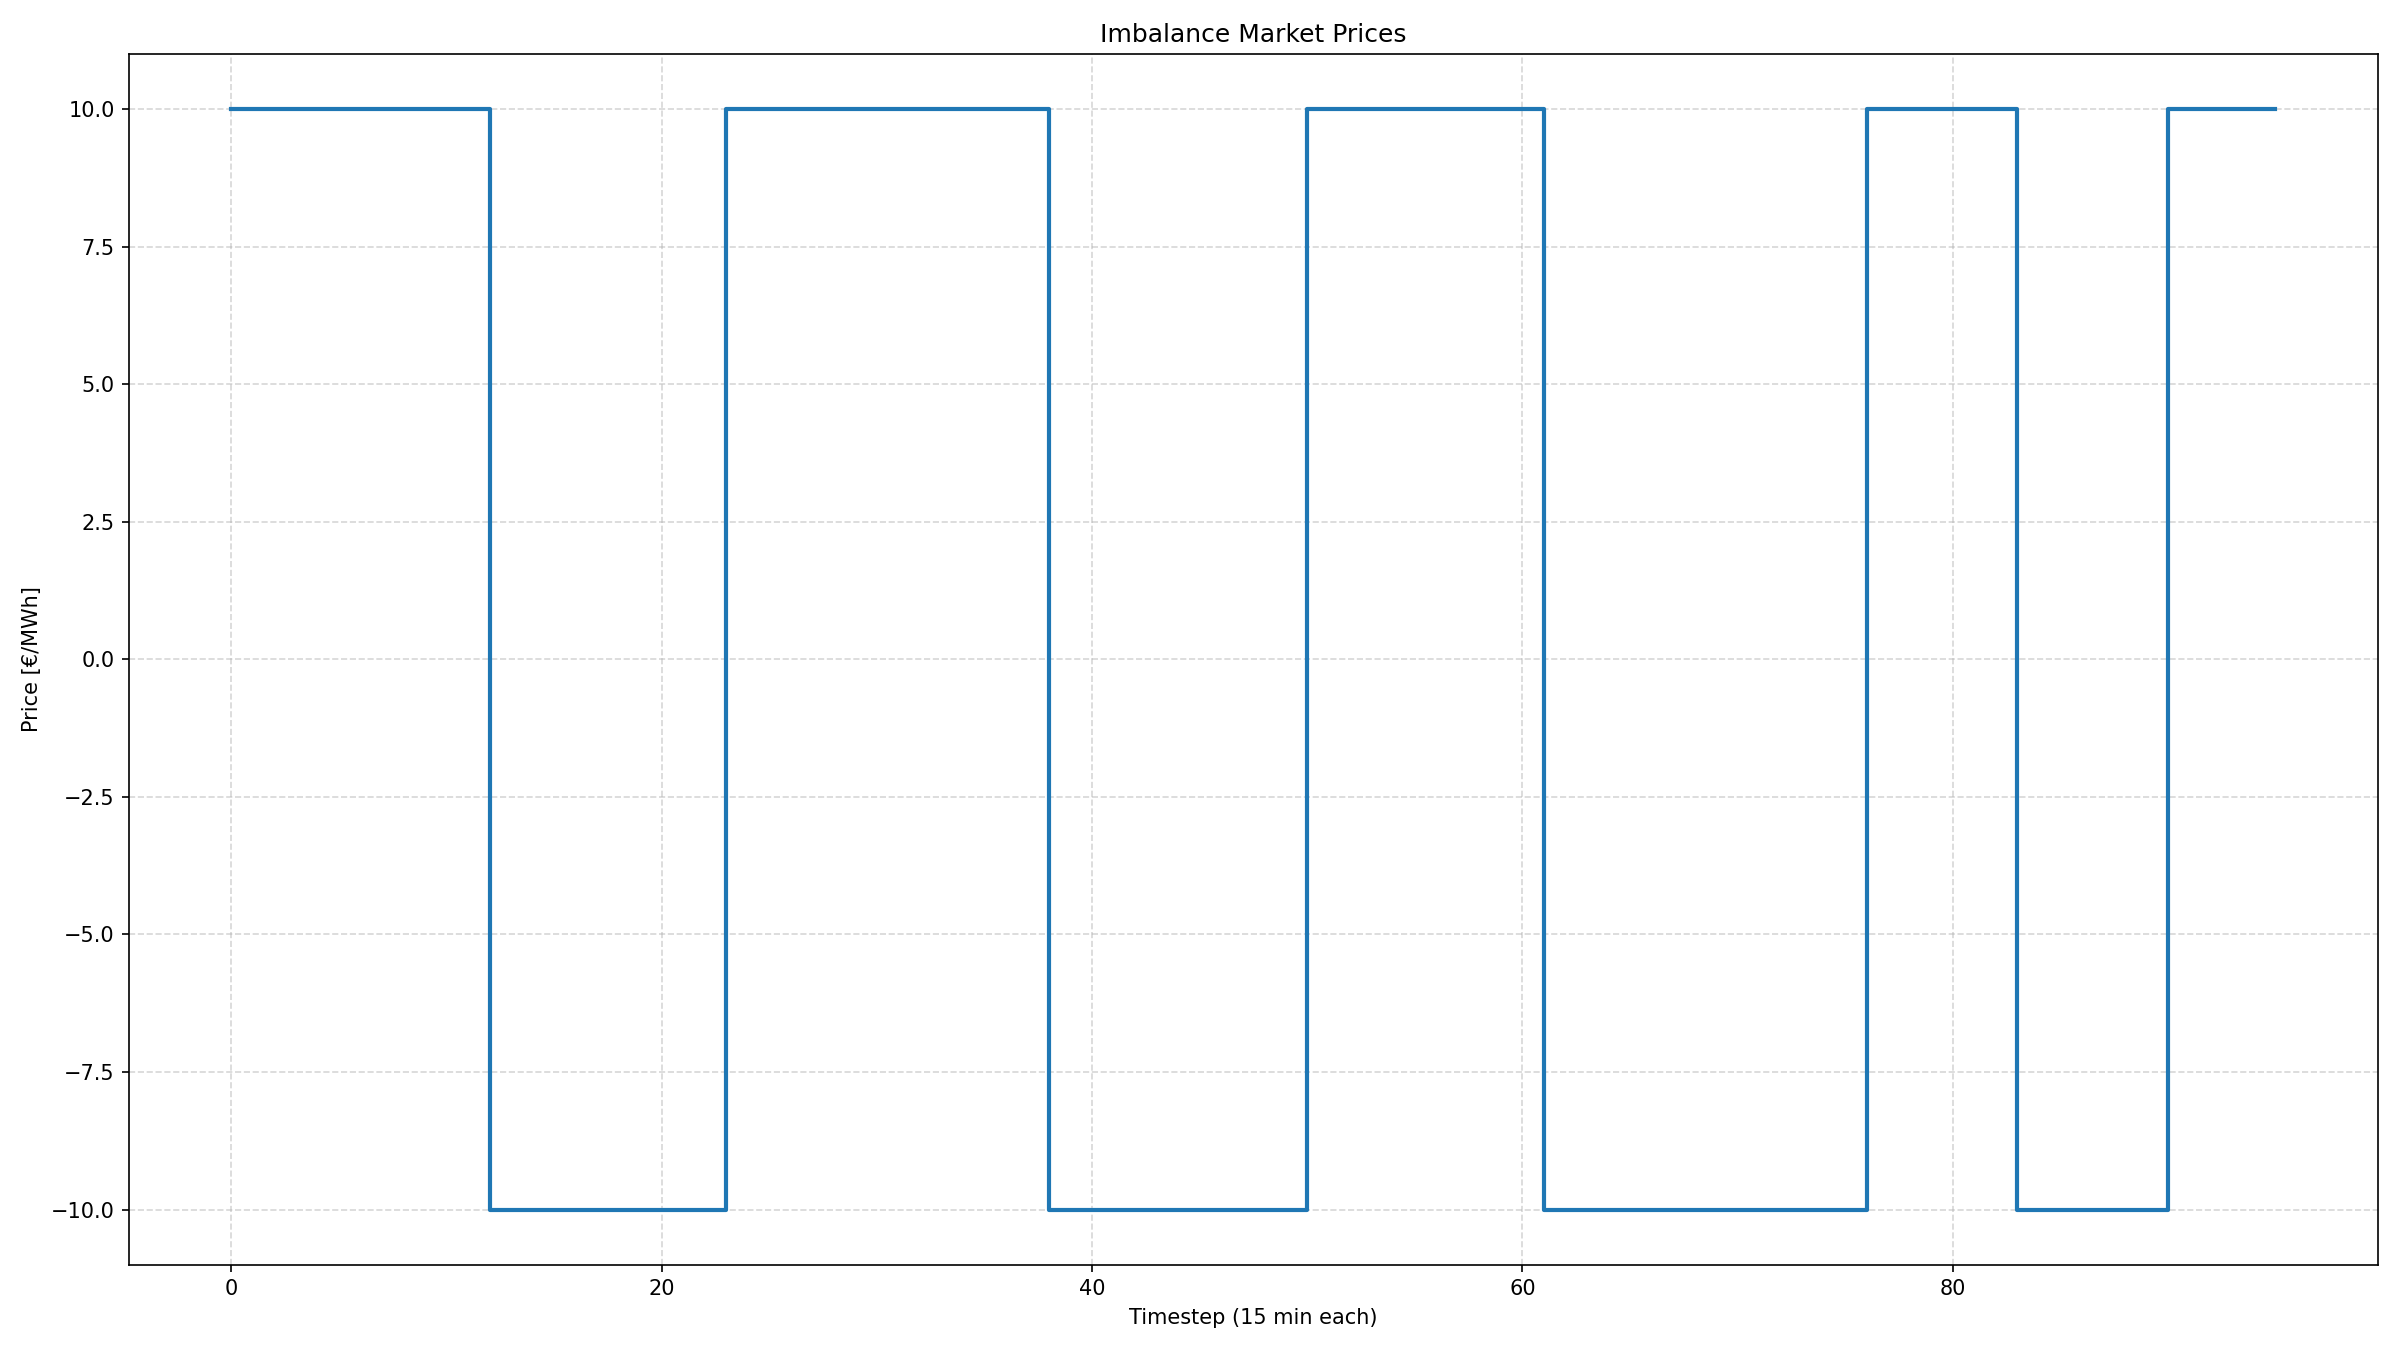 Imbalance Market Prices
Price [€/MWh]
10.0
7.5
5.0
2.5
0.0
−2.5
−5.0
−7.5
−10.0
0 20 40 60 80
Timestep (15 min each)